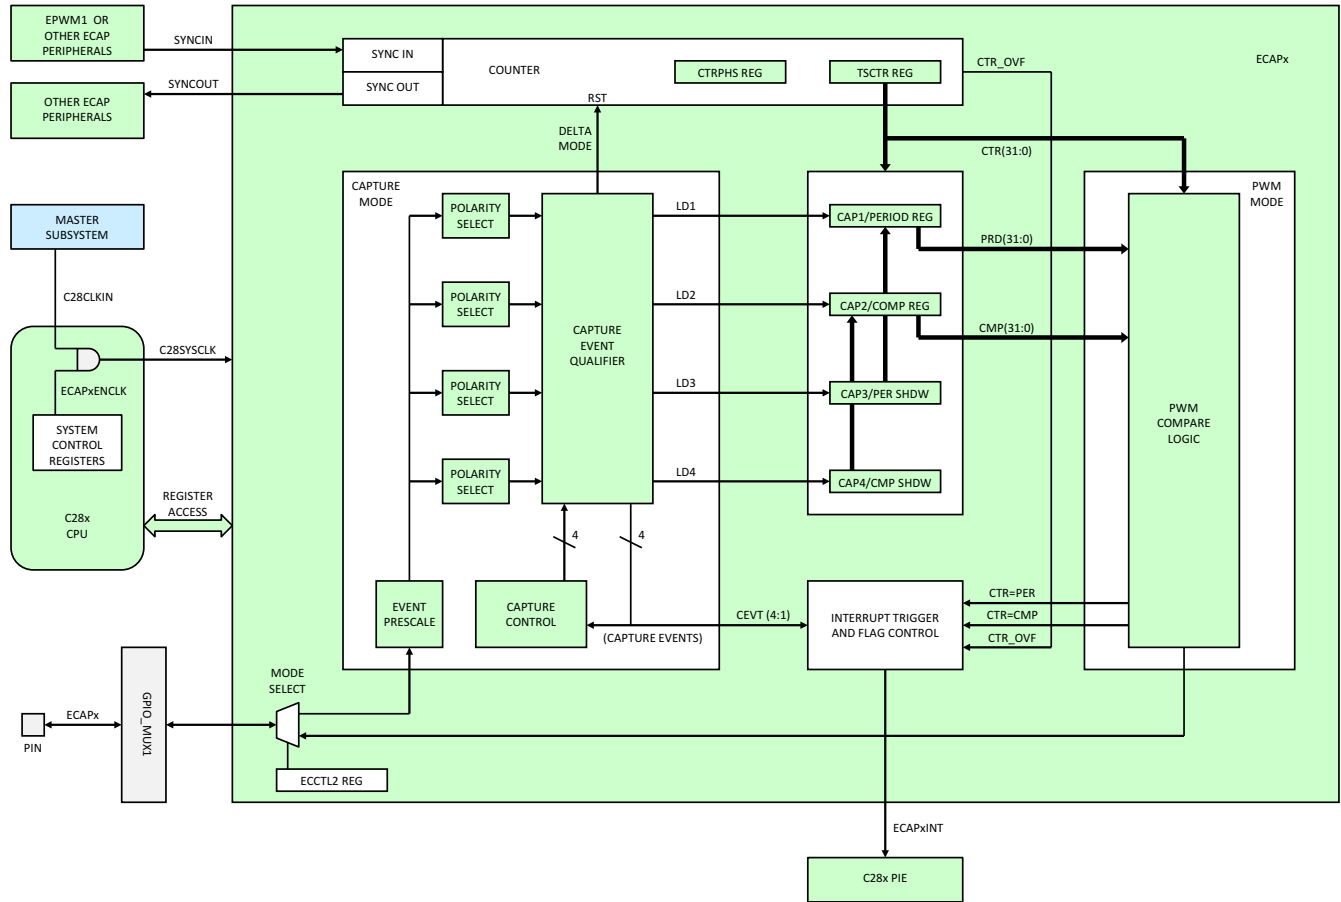 EPWM1 OR
OTHER ECAP
PERIPHERALS
SYNCIN
SYNC IN
COUNTER
CTRPHS REG
TSCTR REG
CTR_OVF
ECAPx
OTHER ECAP
PERIPHERALS
SYNCOUT
SYNC OUT
RST
DELTA
MODE
CTR(31:0)
CAPTURE
MODE
PWM
MODE
MASTER
SUBSYSTEM
POLARITY
SELECT
LD1
CAP1/PERIOD REG
PRD(31:0)
C28CLKIN
POLARITY
SELECT
LD2
CAP2/COMP REG
CMP(31:0)
CAPTURE
EVENT
QUALIFIER
C28SYSCLK
ECAPxENCLK
POLARITY
SELECT
LD3
CAP3/PER SHDW
PWM
COMPARE
LOGIC
SYSTEM
CONTROL
REGISTERS
POLARITY
SELECT
LD4
CAP4/CMP SHDW
REGISTER
ACCESS
C28x
CPU
4
4
EVENT
PRESCALE
CAPTURE
CONTROL
CEVT (4:1)
(CAPTURE EVENTS)
INTERRUPT TRIGGER
AND FLAG CONTROL
CTR=PER
CTR=CMP
CTR_OVF
MODE
SELECT
GPIO_MUX1
ECAPx
PIN
ECCTL2 REG
ECAPxINT
C28x PIE